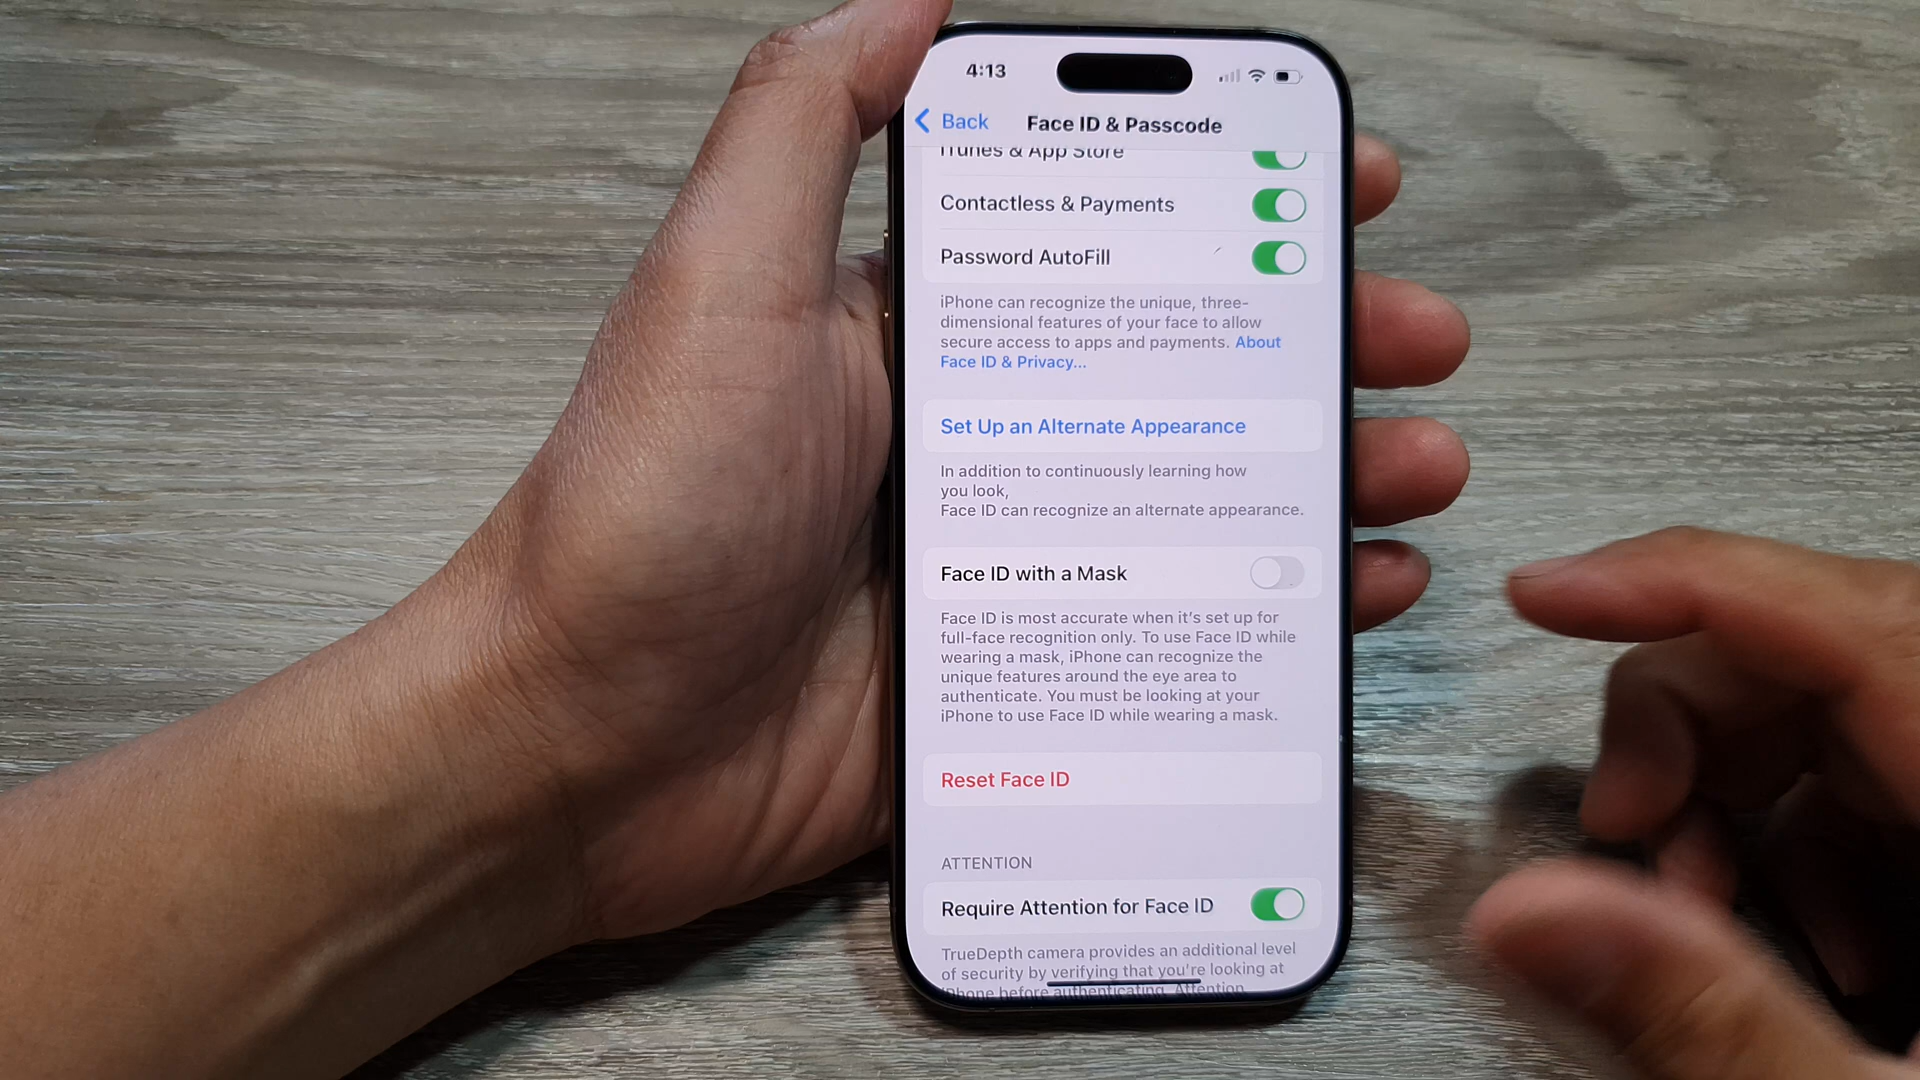 4:13
Back
Face ID & Passcode
iTunes & App Store
Contactless & Payments
Password AutoFill
iPhone can recognize the unique, three-
dimensional features of your face to allow
secure access to apps and payments. About
Face ID & Privacy...
Set Up an Alternate Appearance
In addition to continuously learning how
you look,
Face ID can recognize an alternate appearance.
Face ID with a Mask
Face ID is most accurate when it's set up for
full-face recognition only. To use Face ID while
wearing a mask, iPhone can recognize the
unique features around the eye area to
authenticate. You must be looking at your
iPhone to use Face ID while wearing a mask.
Reset Face ID
ATTENTION
Require Attention for Face ID
TrueDepth camera provides an additional level
of security by verifying that you're looking at
iPhone before authenticating. Attention